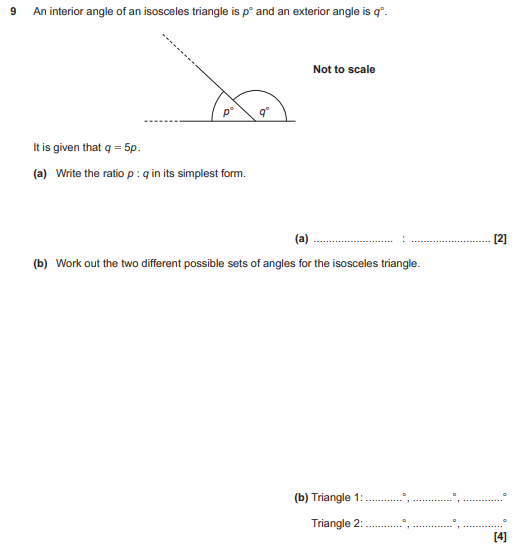 9 An interior angle of an isosceles triangle is p° and an exterior angle is q°.
Not to scale
p° q°
It is given that q = 5p.
(a) Write the ratio p : q in its simplest form.
(a) .......................... : .......................... [2]
(b) Work out the two different possible sets of angles for the isosceles triangle.
(b) Triangle 1: ............°, .............°, .............°
Triangle 2: ............°, .............°, .............°
[4]